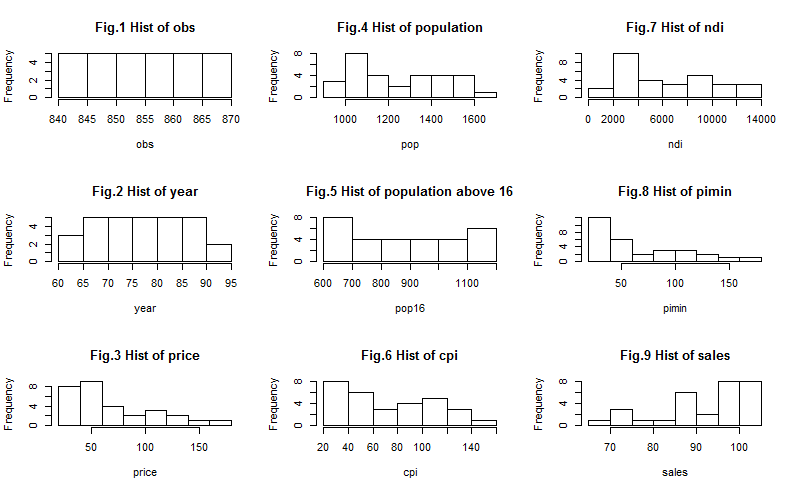 Fig.1 Hist of obs
Frequency
0 2 4
840 845 850 855 860 865 870
obs
Fig.4 Hist of population
Frequency
0 4 8
1000 1200 1400 1600
pop
Fig.7 Hist of ndi
Frequency
0 4 8
0 2000 6000 10000 14000
ndi
Fig.2 Hist of year
Frequency
0 2 4
60 65 70 75 80 85 90 95
year
Fig.5 Hist of population above 16
Frequency
0 4 8
600 700 800 900 1100
pop16
Fig.8 Hist of pimin
Frequency
0 4 8
50 100 150
pimin
Fig.3 Hist of price
Frequency
0 4 8
50 100 150
price
Fig.6 Hist of cpi
Frequency
0 4 8
20 40 60 80 100 140
cpi
Fig.9 Hist of sales
Frequency
0 4 8
70 80 90 100
sales